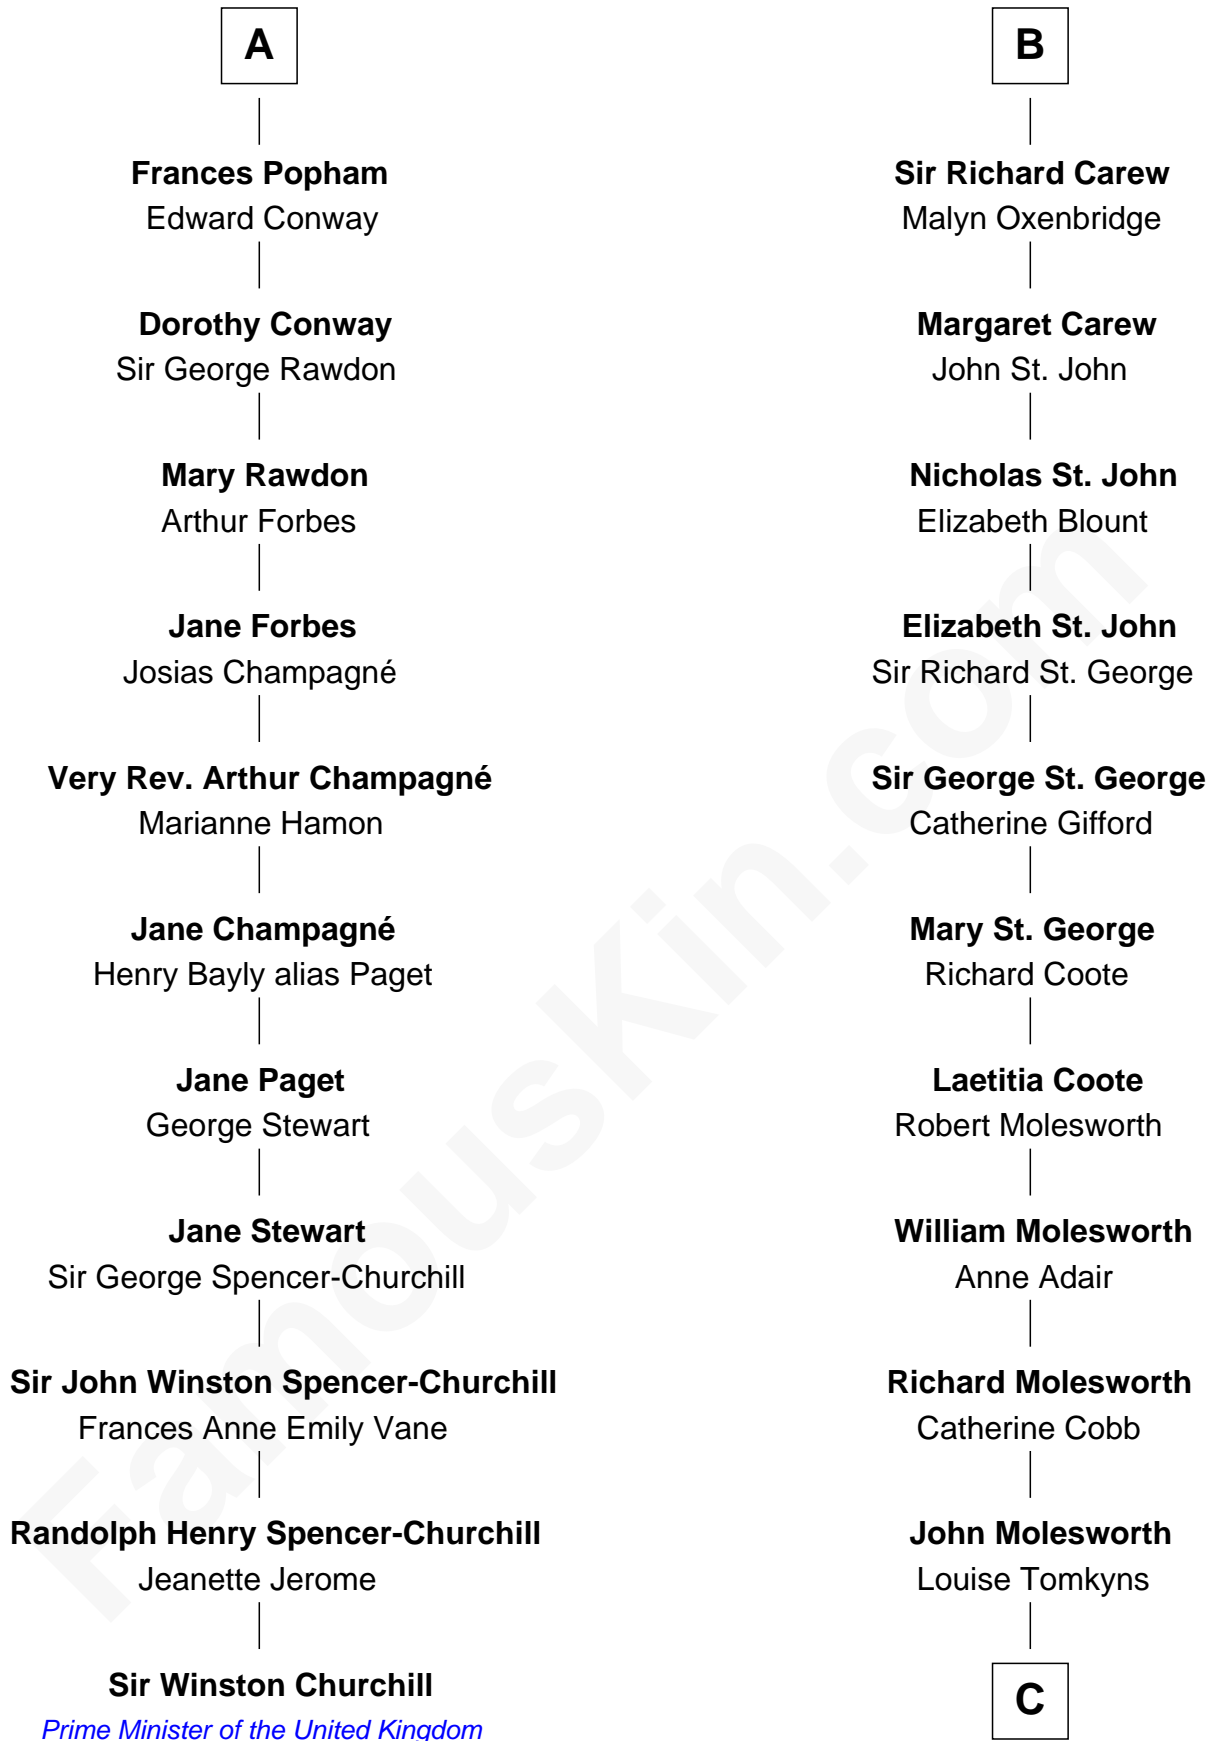 A
Frances Popham
Edward Conway
Dorothy Conway
Sir George Rawdon
Mary Rawdon
Arthur Forbes
Jane Forbes
Josias Champagné
Very Rev. Arthur Champagné
Marianne Hamon
Jane Champagné
Henry Bayly alias Paget
Jane Paget
George Stewart
Jane Stewart
Sir George Spencer-Churchill
Sir John Winston Spencer-Churchill
Frances Anne Emily Vane
Randolph Henry Spencer-Churchill
Jeanette Jerome
Sir Winston Churchill
Prime Minister of the United Kingdom
B
Sir Richard Carew
Malyn Oxenbridge
Margaret Carew
John St. John
Nicholas St. John
Elizabeth Blount
Elizabeth St. John
Sir Richard St. George
Sir George St. George
Catherine Gifford
Mary St. George
Richard Coote
Laetitia Coote
Robert Molesworth
William Molesworth
Anne Adair
Richard Molesworth
Catherine Cobb
John Molesworth
Louise Tomkyns
C
FamousKin.com